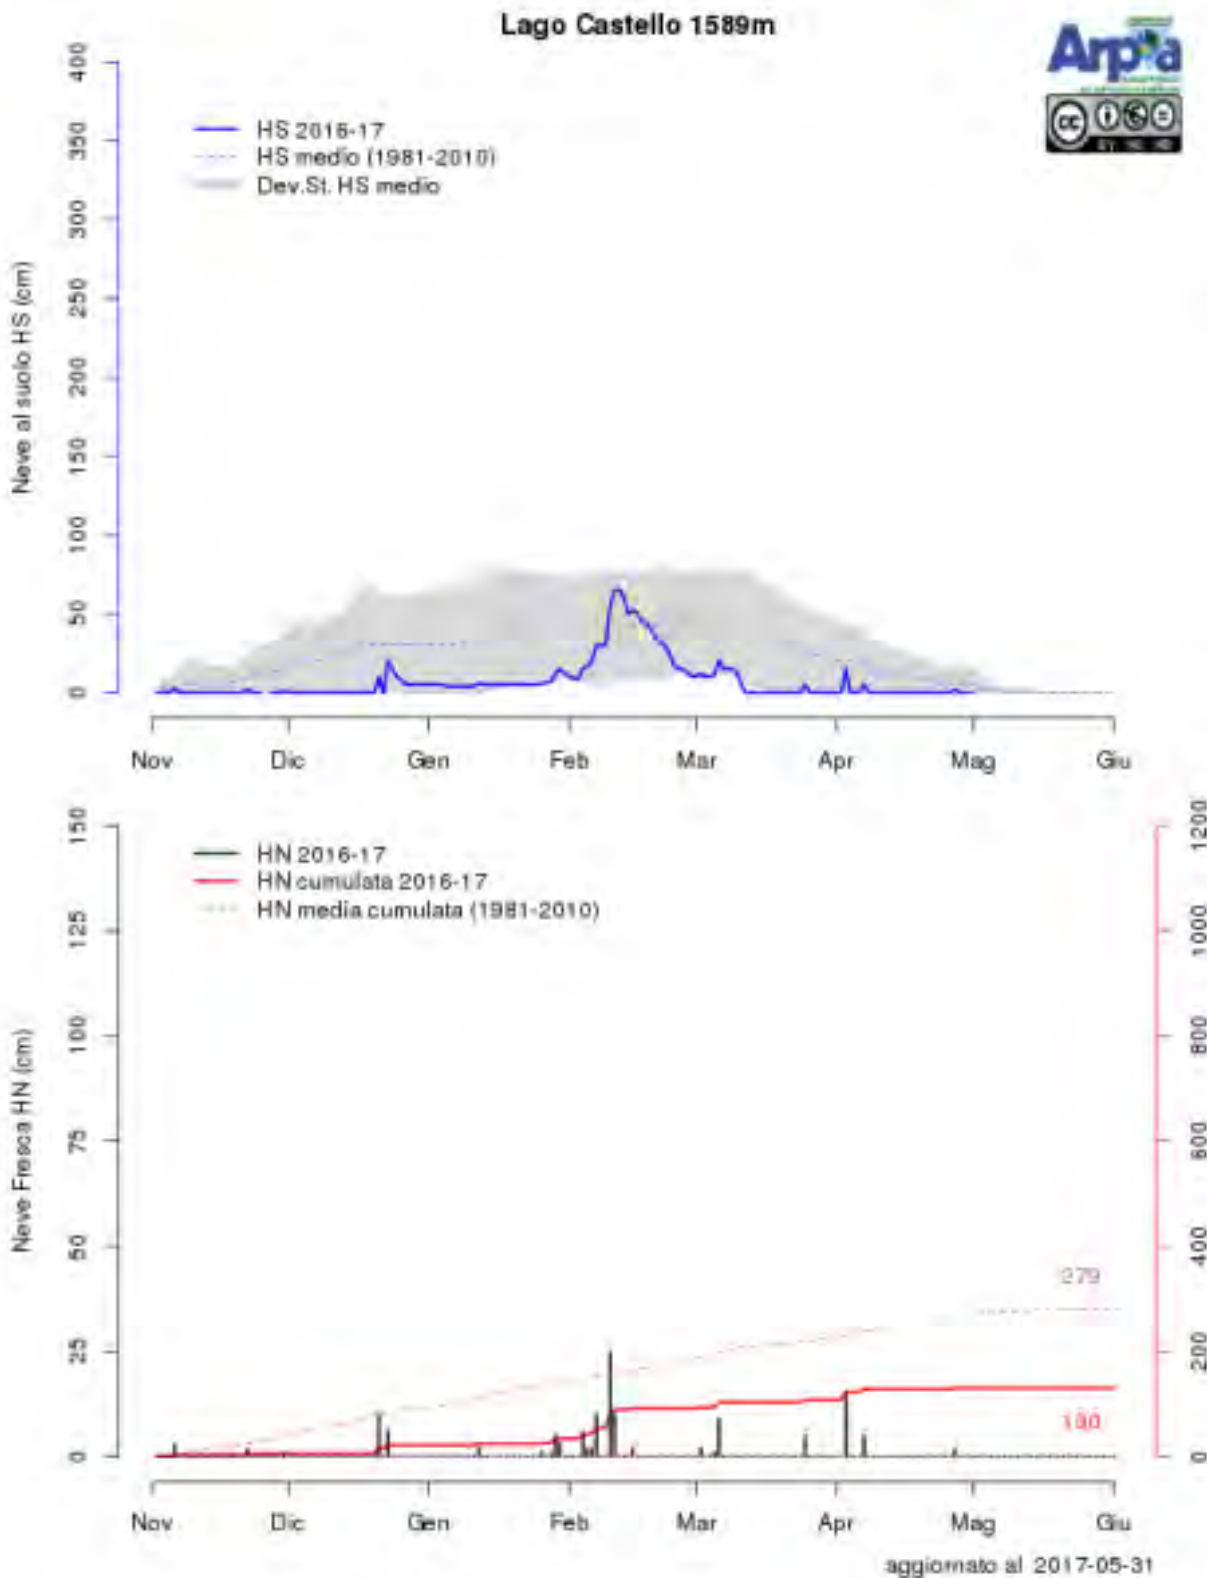 Lago Castello 1589m
Arpa
cc
HS 2016-17
HS medio (1981-2010)
Dev.St. HS medio
Neve al suolo HS (cm)
400
350
300
250
200
150
100
50
0
Nov Dic Gen Feb Mar Apr Mag Giu
HN 2016-17
HN cumulata 2016-17
HN media cumulata (1981-2010)
Neve Fresca HN (cm)
150
125
100
75
50
25
0
1200
1000
800
600
400
200
0
279
Nov Dic Gen Feb Mar Apr Mag Giu
aggiornato al 2017-05-31